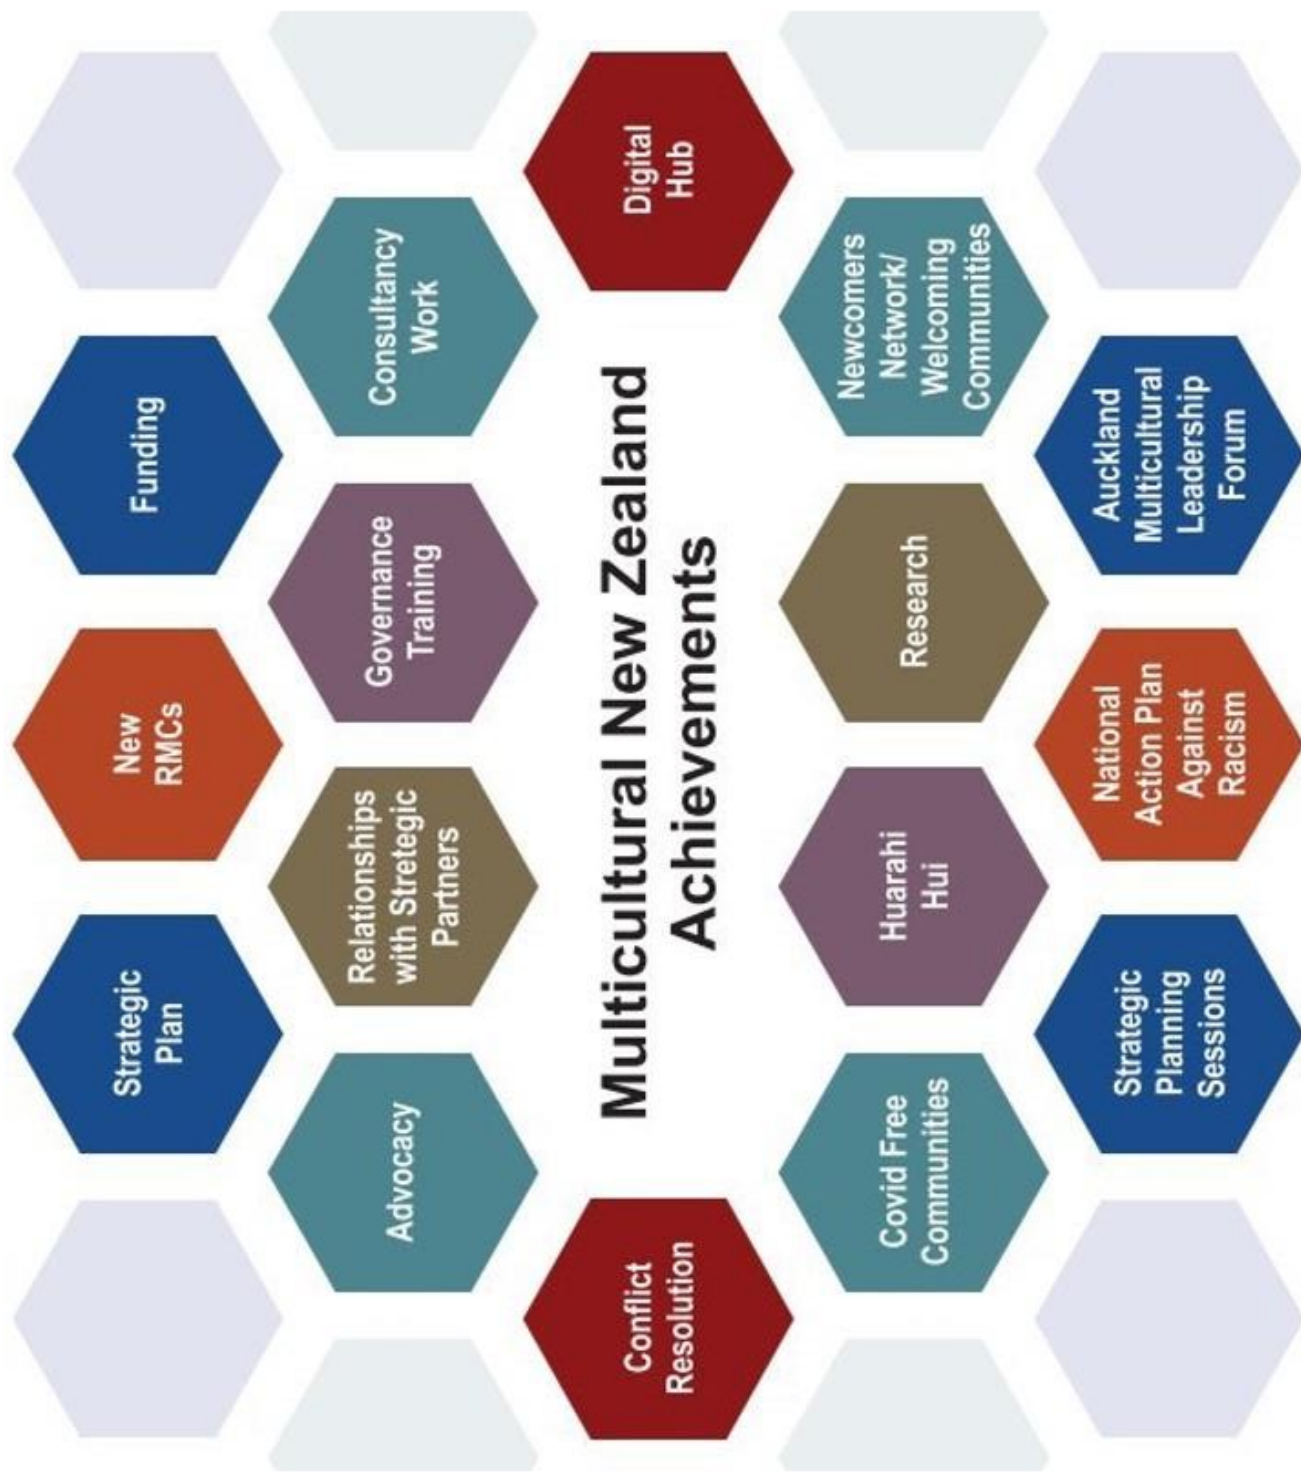 Strategic
Plan
New
RMCs
Funding
Advocacy
Relationships
with Stretegic
Partners
Governance
Training
Consultancy
Work
Conflict
Resolution
Multicultural New Zealand
Achievements
Digital
Hub
Covid Free
Communities
Huarahi
Hui
Research
Newcomers
Network/
Welcoming
Communities
Strategic
Planning
Sessions
National
Action Plan
Against
Racism
Auckland
Multicultural
Leadership
Forum